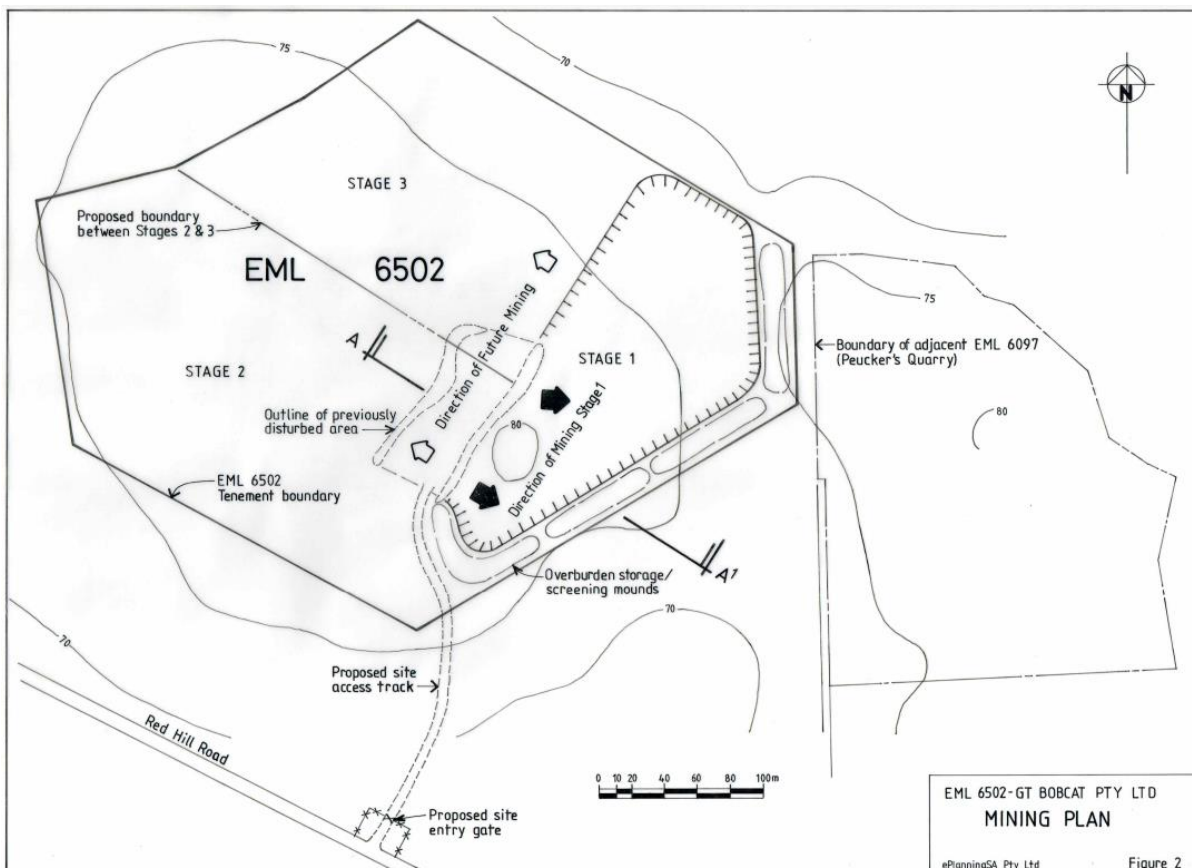 75
70
N
STAGE 3
Proposed boundary
between Stages 2 & 3
EML 6502
75
Boundary of adjacent EML 6097
(Peucker's Quarry)
A
Direction of Future Mining
STAGE 1
STAGE 2
Outline of previously
disturbed area
80
80
Direction of Mining Stage 1
EML 6502
Tenement boundary
A1
Overburden storage/
screening mounds
70
70
Proposed site
access track
Red Hill Road
0 10 20 40 60 80 100m
Proposed site
entry gate
EML 6502-GT BOBCAT PTY LTD
MINING PLAN
ePlanningSA Pty Ltd
Figure 2